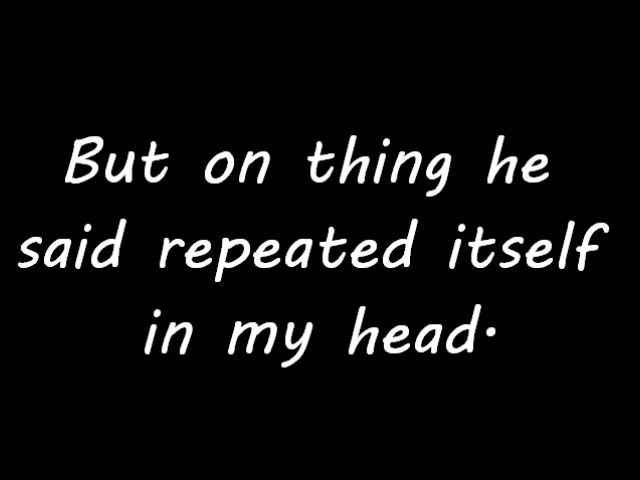 But on thing he
said repeated itself
in my head.